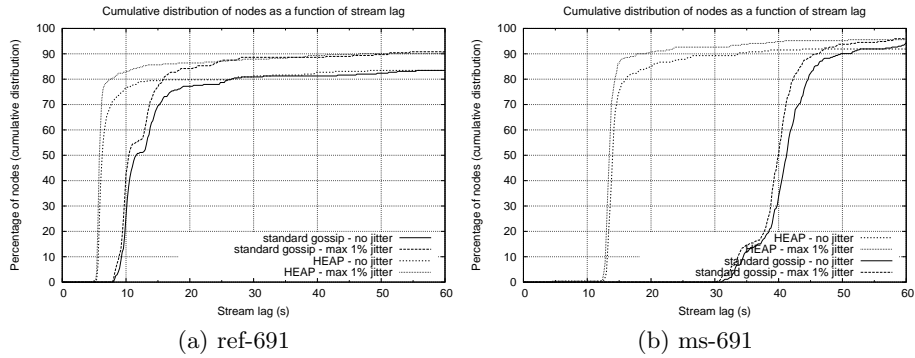 Cumulative distribution of nodes as a function of stream lag
Percentage of nodes (cumulative distribution)
100
90
80
70
60
50
40
30
20
10
0
standard gossip - no jitter
standard gossip - max 1% jitter
HEAP - no jitter
HEAP - max 1% jitter
0 10 20 30 40 50 60
Stream lag (s)
(a) ref-691
Cumulative distribution of nodes as a function of stream lag
Percentage of nodes (cumulative distribution)
100
90
80
70
60
50
40
30
20
10
0
HEAP - no jitter
HEAP - max 1% jitter
standard gossip - no jitter
standard gossip - max 1% jitter
0 10 20 30 40 50 60
Stream lag (s)
(b) ms-691